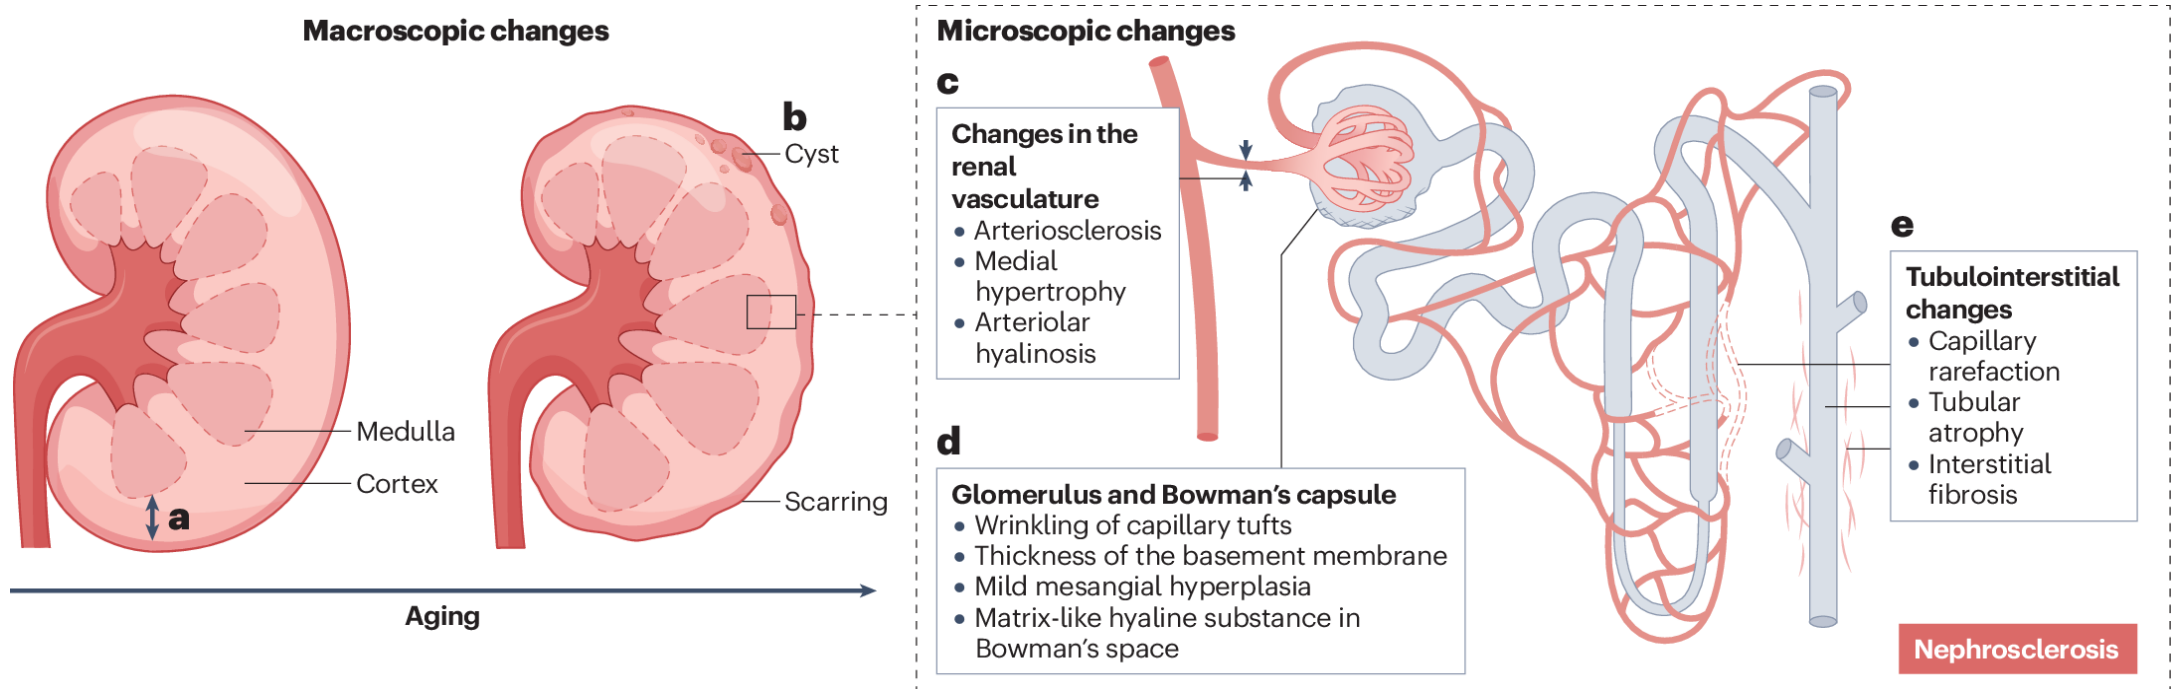 Macroscopic changes
b
Cyst
Medulla
Cortex
a
Scarring
Aging
Microscopic changes
c
Changes in the
renal
vasculature
• Arteriosclerosis
• Medial
hypertrophy
• Arteriolar
hyalinosis
d
Glomerulus and Bowman's capsule
• Wrinkling of capillary tufts
• Thickness of the basement membrane
• Mild mesangial hyperplasia
• Matrix-like hyaline substance in
Bowman's space
e
Tubulointerstitial
changes
• Capillary
rarefaction
• Tubular
atrophy
• Interstitial
fibrosis
Nephrosclerosis